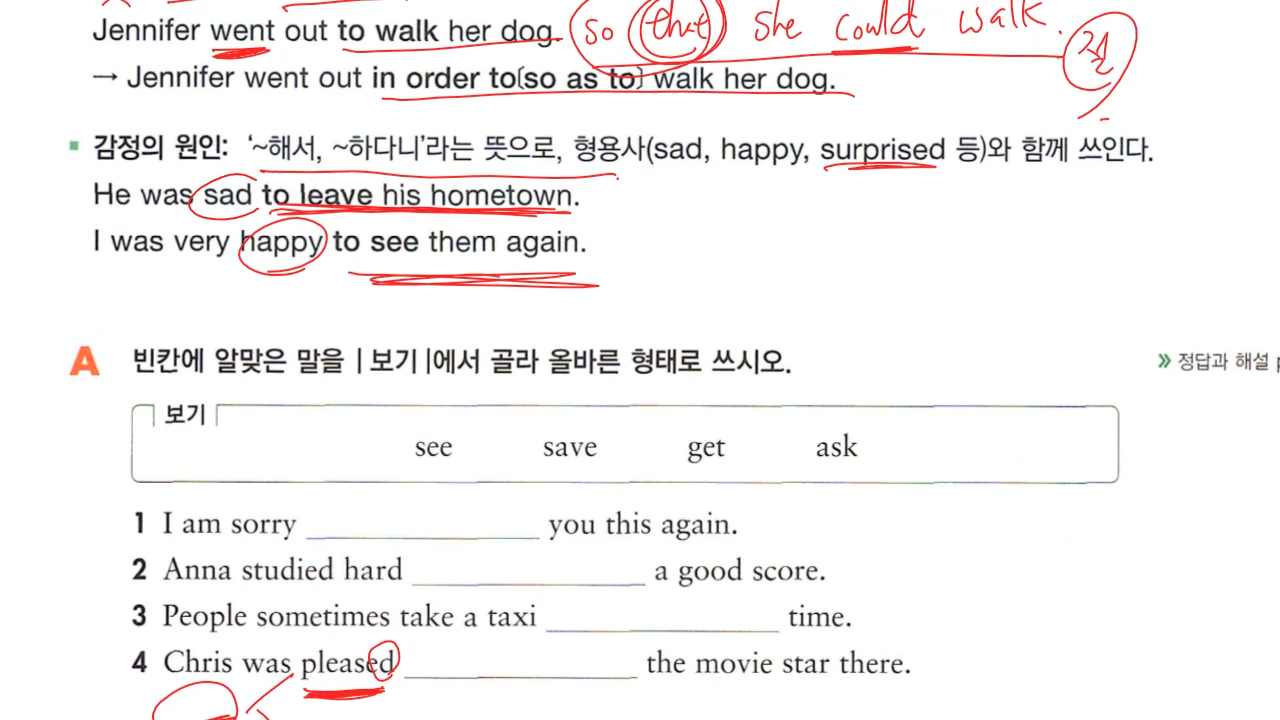 Jennifer went out to walk her dog. so that she could walk.
절
→ Jennifer went out in order to[so as to] walk her dog.
감정의 원인: ‘~해서, ~하다니’라는 뜻으로, 형용사(sad, happy, surprised 등)와 함께 쓰인다.
He was sad to leave his hometown.
I was very happy to see them again.
A 빈칸에 알맞은 말을 | 보기 |에서 골라 올바른 형태로 쓰시오.
» 정답과 해설 p
보기
see save get ask
1 I am sorry ____________ you this again.
2 Anna studied hard ____________ a good score.
3 People sometimes take a taxi ____________ time.
4 Chris was pleased ____________ the movie star there.